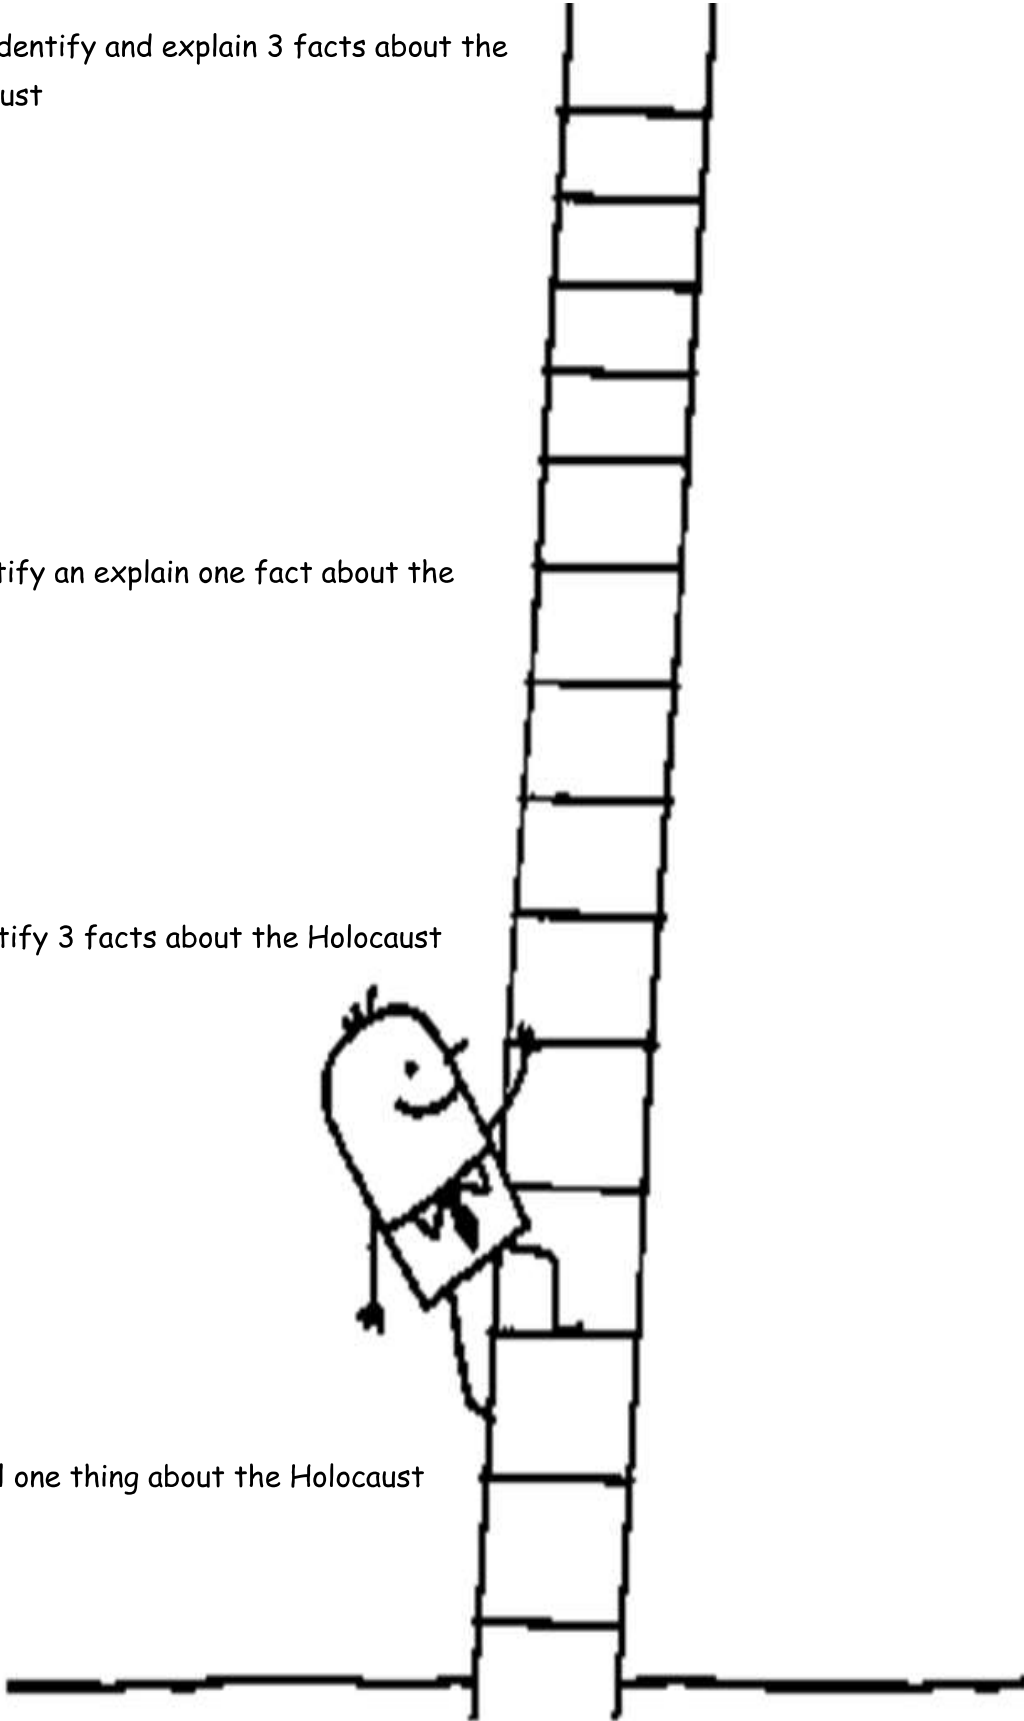 dentify and explain 3 facts about the
ust
tify an explain one fact about the
tify 3 facts about the Holocaust
l one thing about the Holocaust